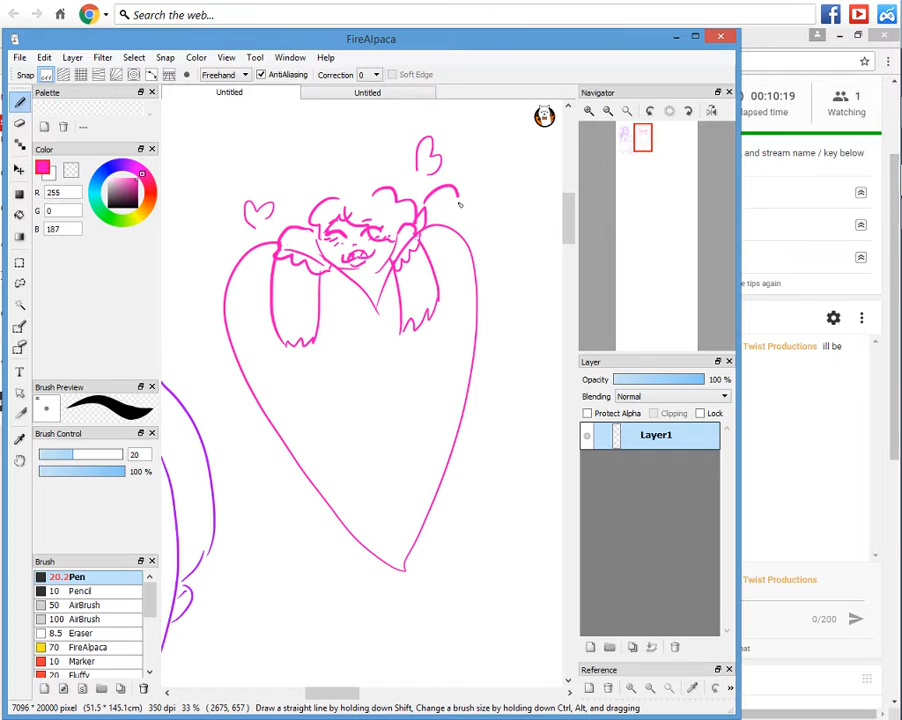 Search the web...
FireAlpaca
File Edit Layer Filter Select Snap Color View Tool Window Help
Snap off Freehand AntiAliasing Correction 0 Soft Edge
Palette
Untitled Untitled
Navigator
---
Color
R 255
G 0
B 187
Brush Preview
Brush Control
20
100 %
Brush
20.2 Pen
10 Pencil
50 AirBrush
100 AirBrush
8.5 Eraser
70 FireAlpaca
10 Marker
20 Fluffy
Layer
Opacity 100 %
Blending Normal
Protect Alpha Clipping Lock
Layer1
Reference
7096 * 20000 pixel (51.5 * 145.1cm) 350 dpi 33 % ( 2675, 657 ) Draw a straight line by holding down Shift, Change a brush size by holding down Ctrl, Alt, and dragging
00:10:19 1
lapsed time Watching
and stream name / key below
e tips again
Twist Productions ill be
Twist Productions
0/200